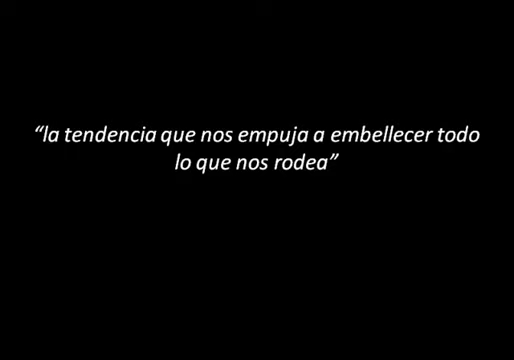 “la tendencia que nos empuja a embellecer todo
lo que nos rodea”